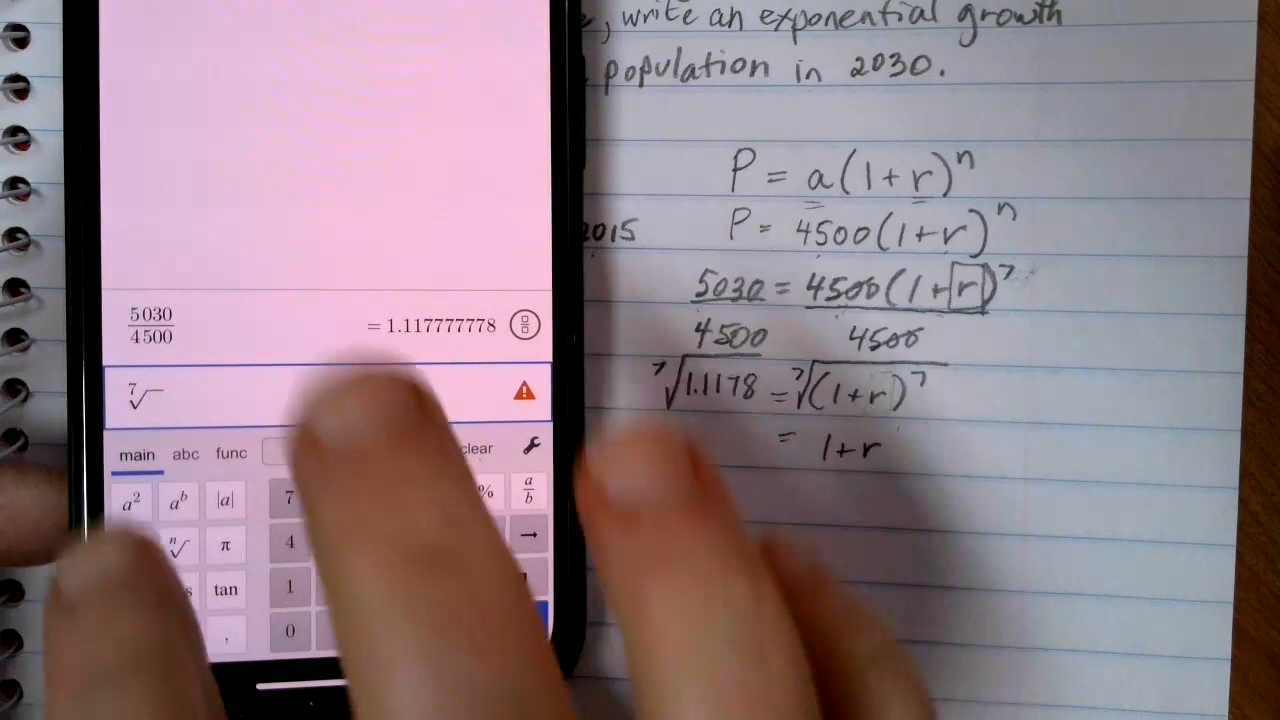 , write an exponential growth
population in 2030.
P = a(1+r)^n
2015 P = 4500(1+r)^n
5030 = 4500(1+r)^7
4500 4500
⁷√1.1178 = ⁷√(1+r)^7
= 1+r
5030
4500
= 1.117777778
⁷√
main abc func clear
a² aᵇ |a| 7 % a/b
ⁿ√ π 4 →
tan 1
, 0